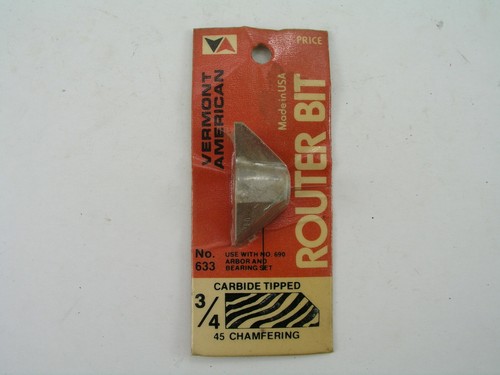 PRICE
VERMONT
AMERICAN
Made in USA
ROUTER BIT
No.
633
USE WITH NO. 690
ARBOR AND
BEARING SET
CARBIDE TIPPED
3/4
45 CHAMFERING